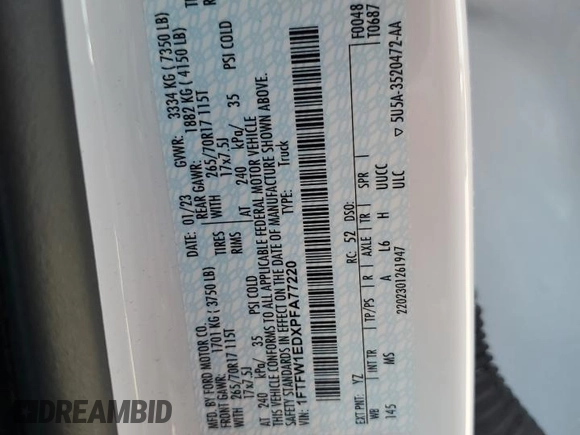 MFD. BY FORD MOTOR CO.
DATE: 01/23 GVWR: 3334 KG ( 7350 LB)
FRONT GAWR: 1701 KG (3750 LB) REAR GAWR: 1882 KG ( 4150 LB)
WITH 265/70R17 115T TIRES WITH 265/70R17 115T
17x7.5J RIMS 17x7.5J
AT 240 kPa/ 35 PSI COLD AT 240 kPa/ 35 PSI COLD
THIS VEHICLE CONFORMS TO ALL APPLICABLE FEDERAL MOTOR VEHICLE
SAFETY STANDARDS IN EFFECT ON THE DATE OF MANUFACTURE SHOWN ABOVE.
VIN: 1FTFW1EDXPFA77220
TYPE: Truck
F0048
T0687
EXT PNT: YZ RC: 52 DSO:
WB INT TR TP/PS R AXLE TR SPR
145 MS A L6 H UUCC
2202301261947 ULC
▽ 5U5A-3520472-AA
DREAMBID